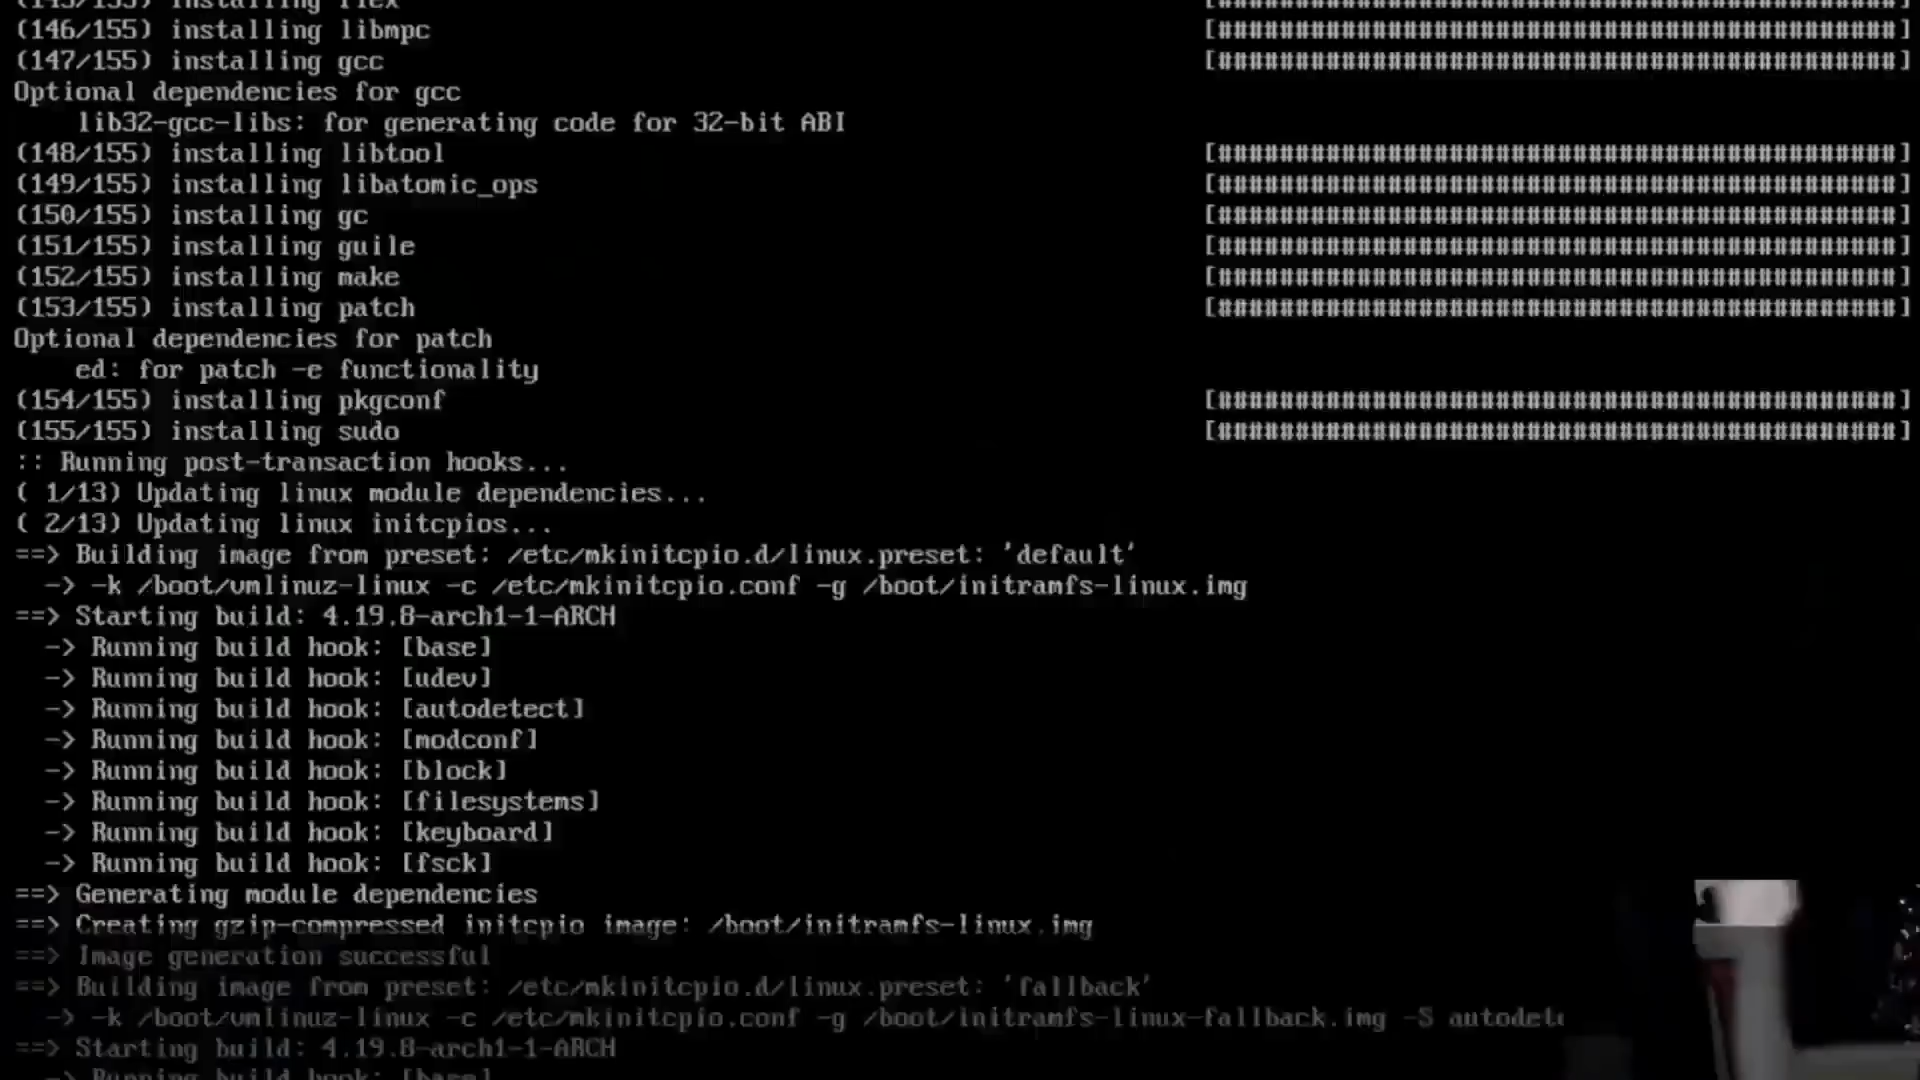 (145/155) installing flex [############################################]
(146/155) installing libmpc [############################################]
(147/155) installing gcc [############################################]
Optional dependencies for gcc
lib32-gcc-libs: for generating code for 32-bit ABI
(148/155) installing libtool [############################################]
(149/155) installing libatomic_ops [############################################]
(150/155) installing gc [############################################]
(151/155) installing guile [############################################]
(152/155) installing make [############################################]
(153/155) installing patch [############################################]
Optional dependencies for patch
ed: for patch -e functionality
(154/155) installing pkgconf [############################################]
(155/155) installing sudo [############################################]
:: Running post-transaction hooks...
( 1/13) Updating linux module dependencies...
( 2/13) Updating linux initcpios...
==> Building image from preset: /etc/mkinitcpio.d/linux.preset: 'default'
-> -k /boot/vmlinuz-linux -c /etc/mkinitcpio.conf -g /boot/initramfs-linux.img
==> Starting build: 4.19.8-arch1-1-ARCH
-> Running build hook: [base]
-> Running build hook: [udev]
-> Running build hook: [autodetect]
-> Running build hook: [modconf]
-> Running build hook: [block]
-> Running build hook: [filesystems]
-> Running build hook: [keyboard]
-> Running build hook: [fsck]
==> Generating module dependencies
==> Creating gzip-compressed initcpio image: /boot/initramfs-linux.img
==> Image generation successful
==> Building image from preset: /etc/mkinitcpio.d/linux.preset: 'fallback'
-> -k /boot/vmlinuz-linux -c /etc/mkinitcpio.conf -g /boot/initramfs-linux-fallback.img -S
==> Starting build: 4.19.8-arch1-1-ARCH
-> Running build hook: [base]